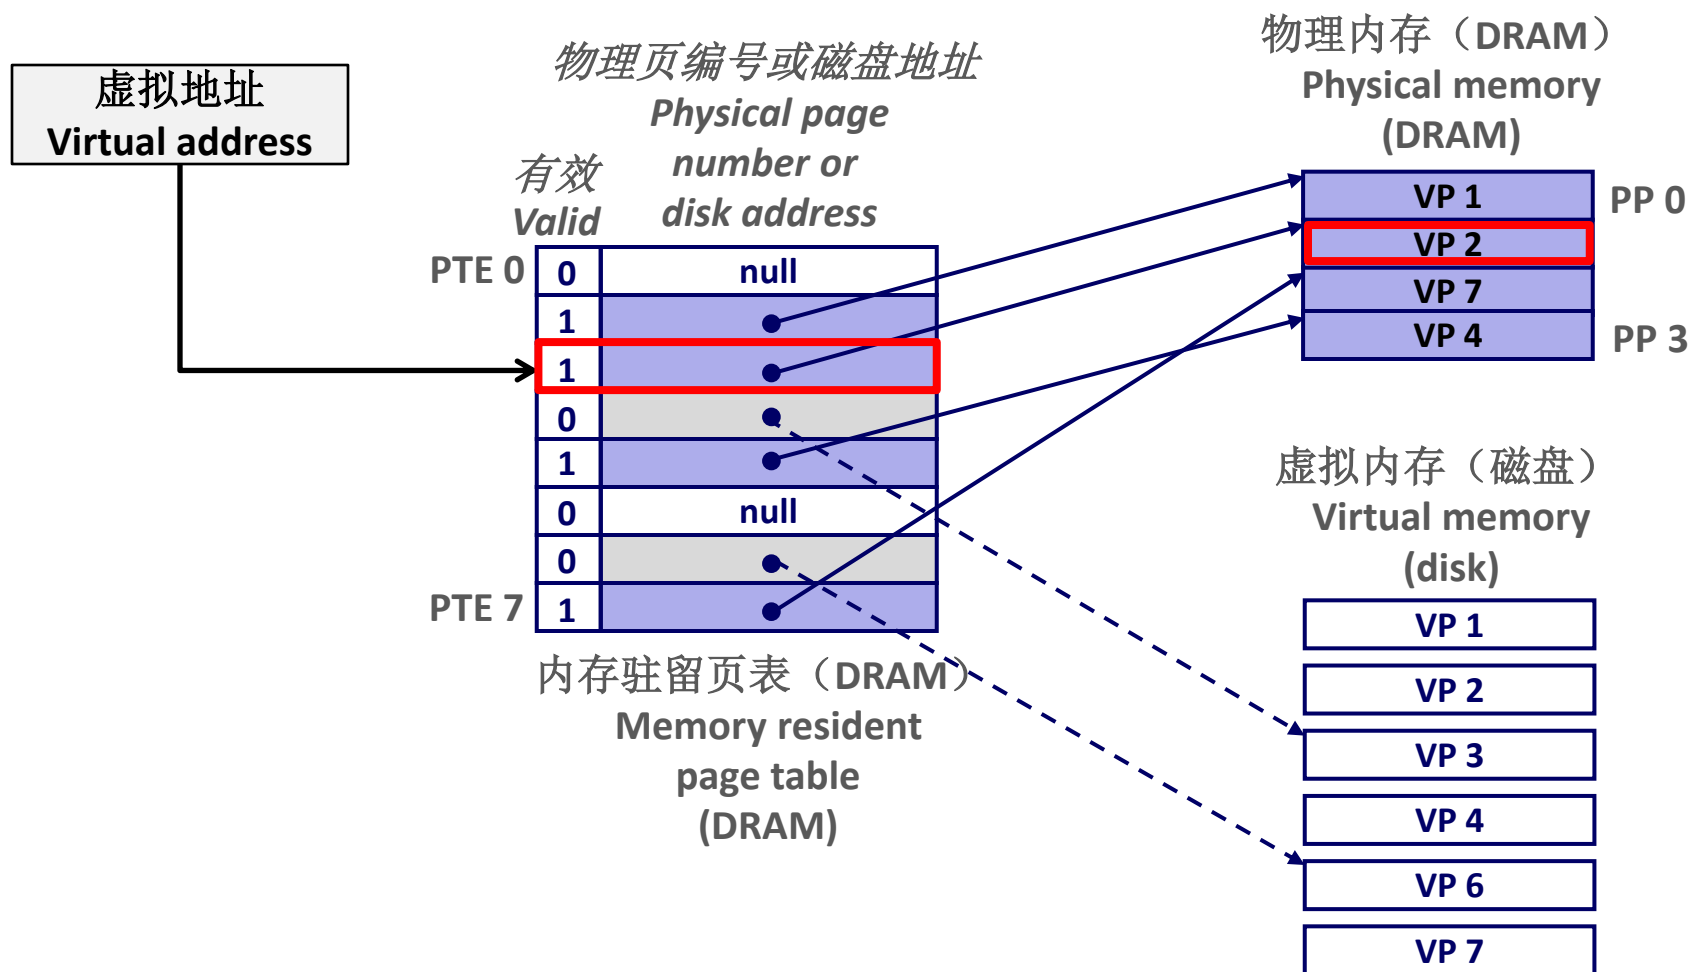 虚拟地址
Virtual address
物理页编号或磁盘地址
Physical page
number or
disk address
有效
Valid
物理内存（DRAM）
Physical memory
(DRAM)
PTE 0
0
null
1
1
0
1
0
null
0
PTE 7
1
内存驻留页表（DRAM）
Memory resident
page table
(DRAM)
VP 1
PP 0
VP 2
VP 7
VP 4
PP 3
虚拟内存（磁盘）
Virtual memory
(disk)
VP 1
VP 2
VP 3
VP 4
VP 6
VP 7